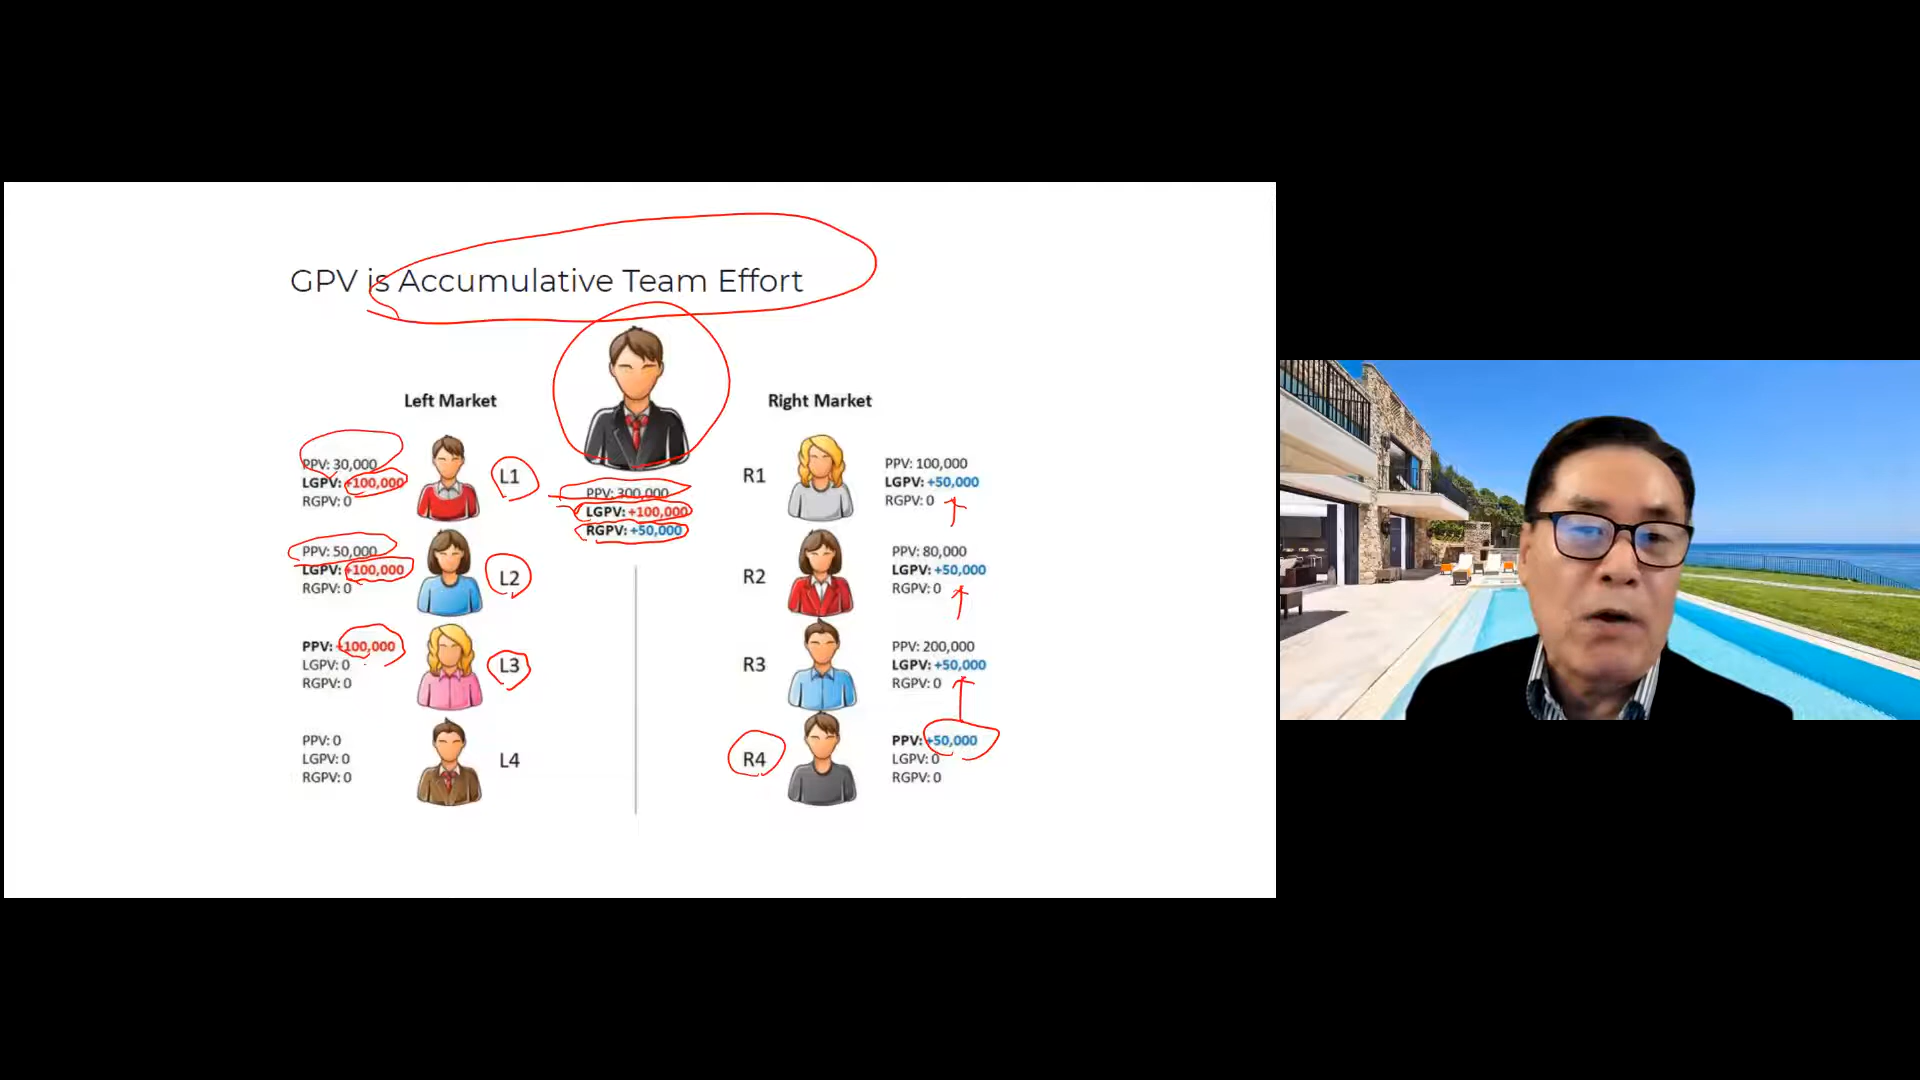 GPV is Accumulative Team Effort
Left Market
Right Market
PPV: 300,000
LGPV: +100,000
RGPV: +50,000
PPV: 30,000
LGPV: +100,000
RGPV: 0
L1
PPV: 50,000
LGPV: +100,000
RGPV: 0
L2
PPV: +100,000
LGPV: 0
RGPV: 0
L3
PPV: 0
LGPV: 0
RGPV: 0
L4
R1
PPV: 100,000
LGPV: +50,000
RGPV: 0
R2
PPV: 80,000
LGPV: +50,000
RGPV: 0
R3
PPV: 200,000
LGPV: +50,000
RGPV: 0
R4
PPV: +50,000
LGPV: 0
RGPV: 0